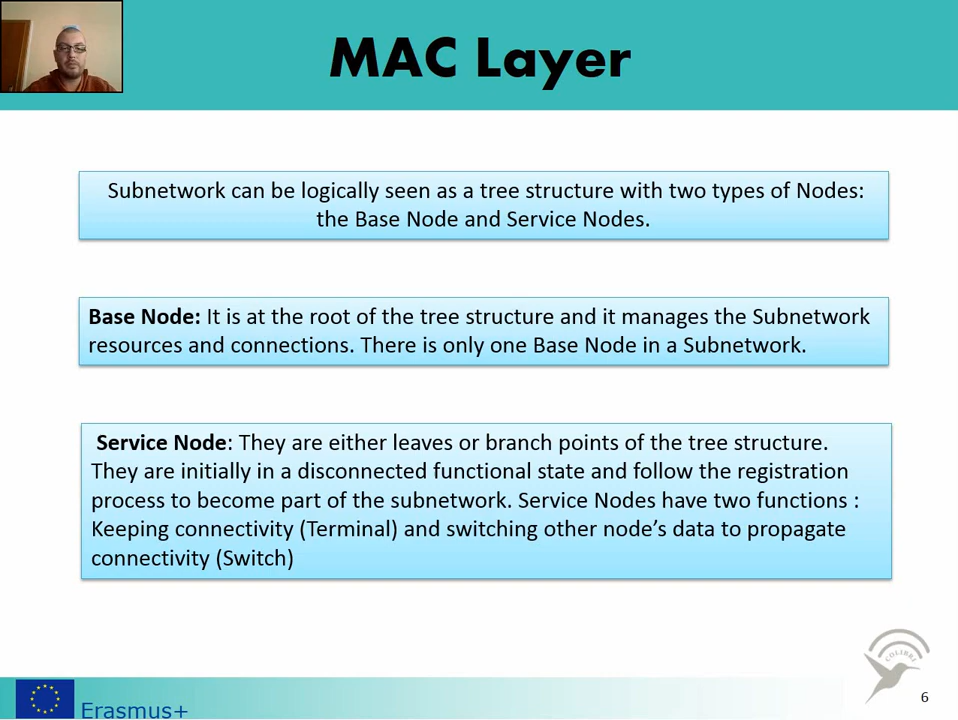 MAC Layer
Subnetwork can be logically seen as a tree structure with two types of Nodes:
the Base Node and Service Nodes.
Base Node: It is at the root of the tree structure and it manages the Subnetwork
resources and connections. There is only one Base Node in a Subnetwork.
Service Node: They are either leaves or branch points of the tree structure.
They are initially in a disconnected functional state and follow the registration
process to become part of the subnetwork. Service Nodes have two functions :
Keeping connectivity (Terminal) and switching other node’s data to propagate
connectivity (Switch)
COLIBRI
6
Erasmus+